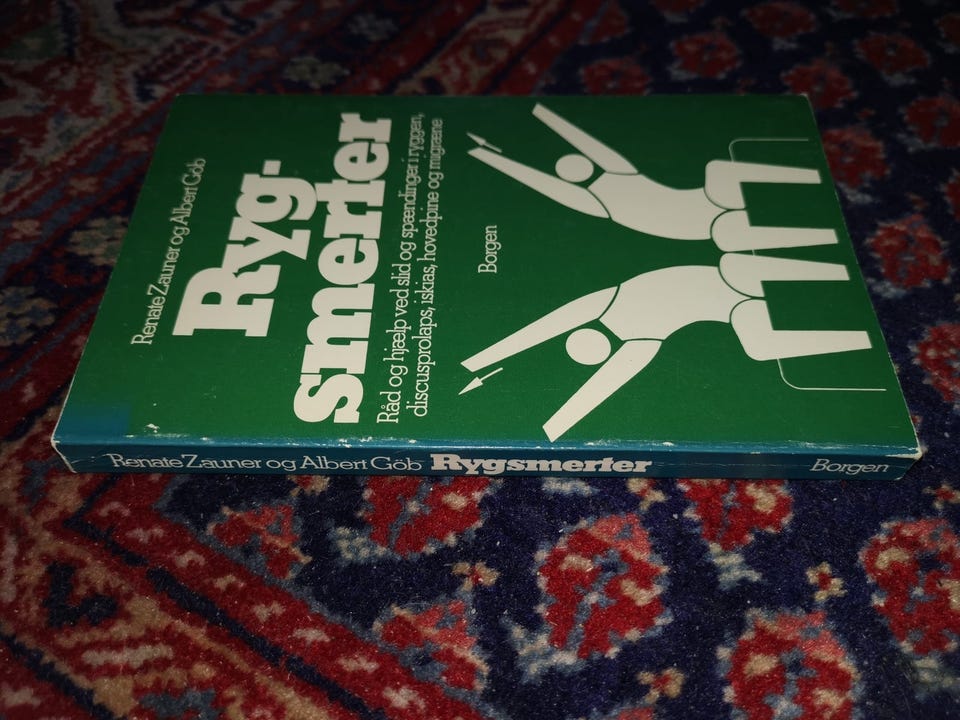 Renate Zauner og Albert Göb
Ryg-
smerter
Råd og hjælp ved slid og spændinger i ryggen,
discusprolaps, iskias, hovedpine og migræne
Borgen
Renate Zauner og Albert Göb Rygsmerter Borgen